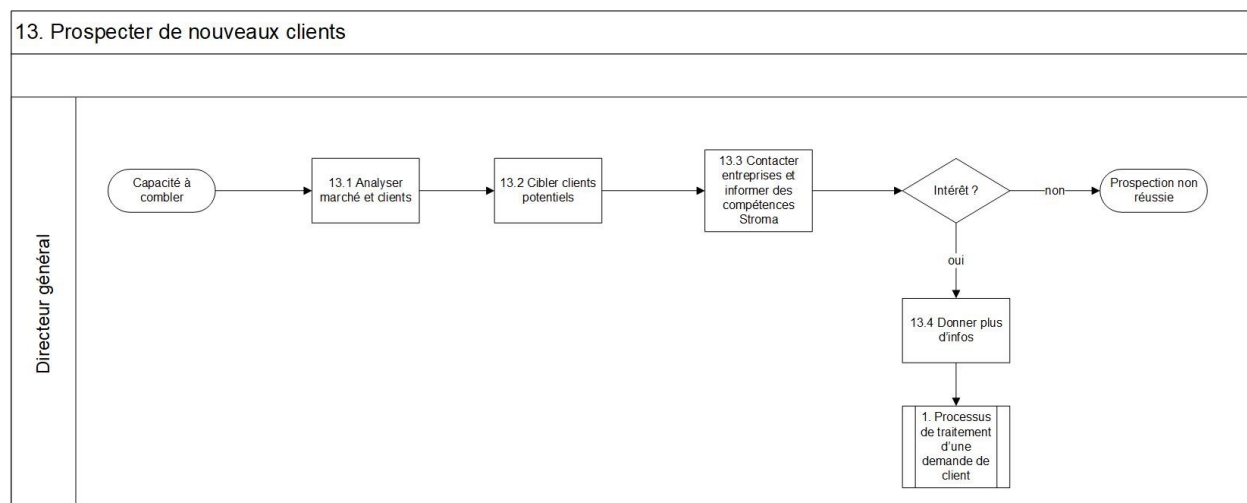 13. Prospecter de nouveaux clients
Directeur général
Capacité à
combler
13.1 Analyser
marché et clients
13.2 Cibler clients
potentiels
13.3 Contacter
entreprises et
informer des
compétences
Stroma
Intérêt ?
non
Prospection non
réussie
oui
13.4 Donner plus
d'infos
1. Processus
de traitement
d'une
demande de
client